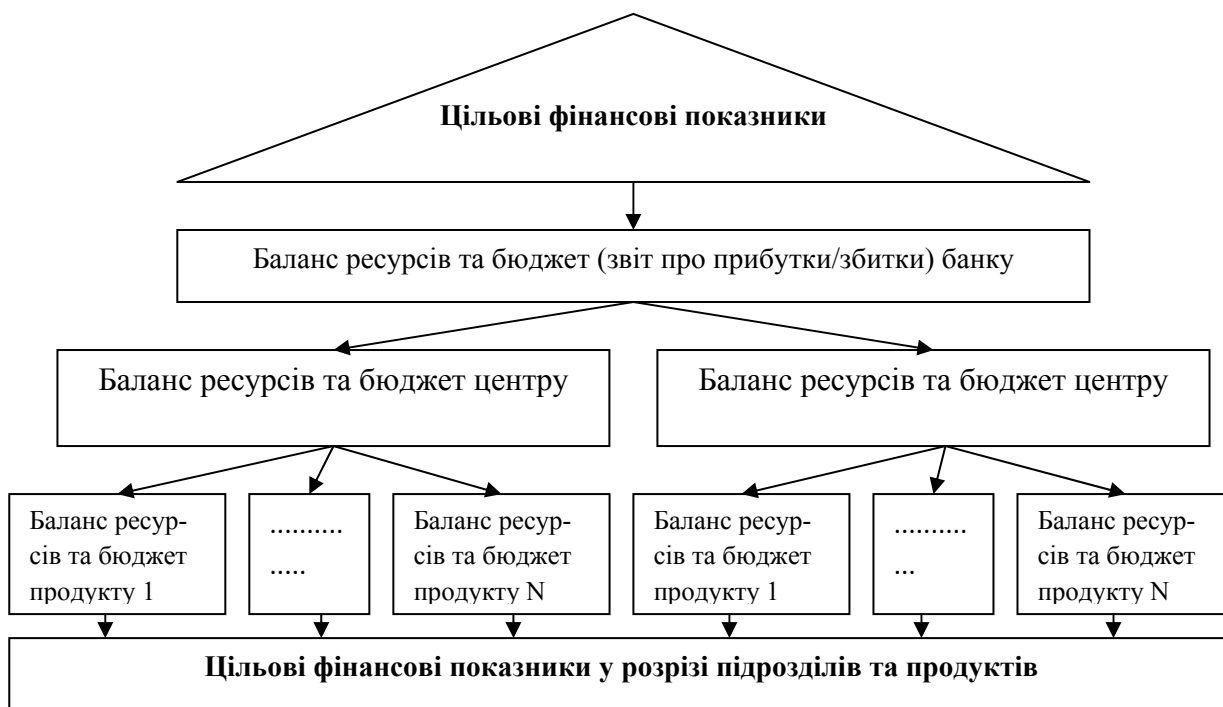 Цільові фінансові показники
Баланс ресурсів та бюджет (звіт про прибутки/збитки) банку
Баланс ресурсів та бюджет центру
Баланс ресурсів та бюджет центру
Баланс ресур-
сів та бюджет
продукту 1
..........
.....
Баланс ресур-
сів та бюджет
продукту N
Баланс ресур-
сів та бюджет
продукту 1
..........
...
Баланс ресур-
сів та бюджет
продукту N
Цільові фінансові показники у розрізі підрозділів та продуктів